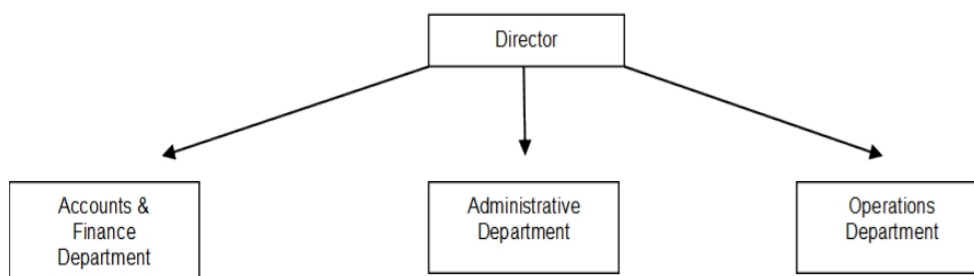 Director
Accounts &
Finance
Department
Administrative
Department
Operations
Department